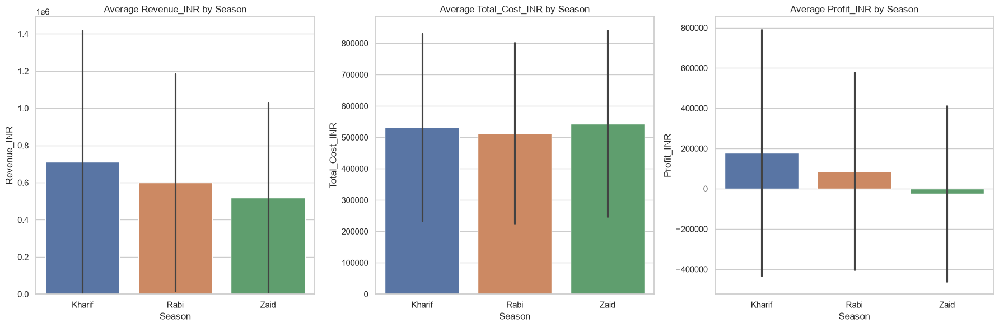 Average Revenue_INR by Season
1e6
1.4
1.2
1.0
0.8
0.6
0.4
0.2
0.0
Revenue_INR
Kharif Rabi Zaid
Season
Average Total_Cost_INR by Season
800000
700000
600000
500000
400000
300000
200000
100000
0
Total_Cost_INR
Kharif Rabi Zaid
Season
Average Profit_INR by Season
800000
600000
400000
200000
0
−200000
−400000
Profit_INR
Kharif Rabi Zaid
Season